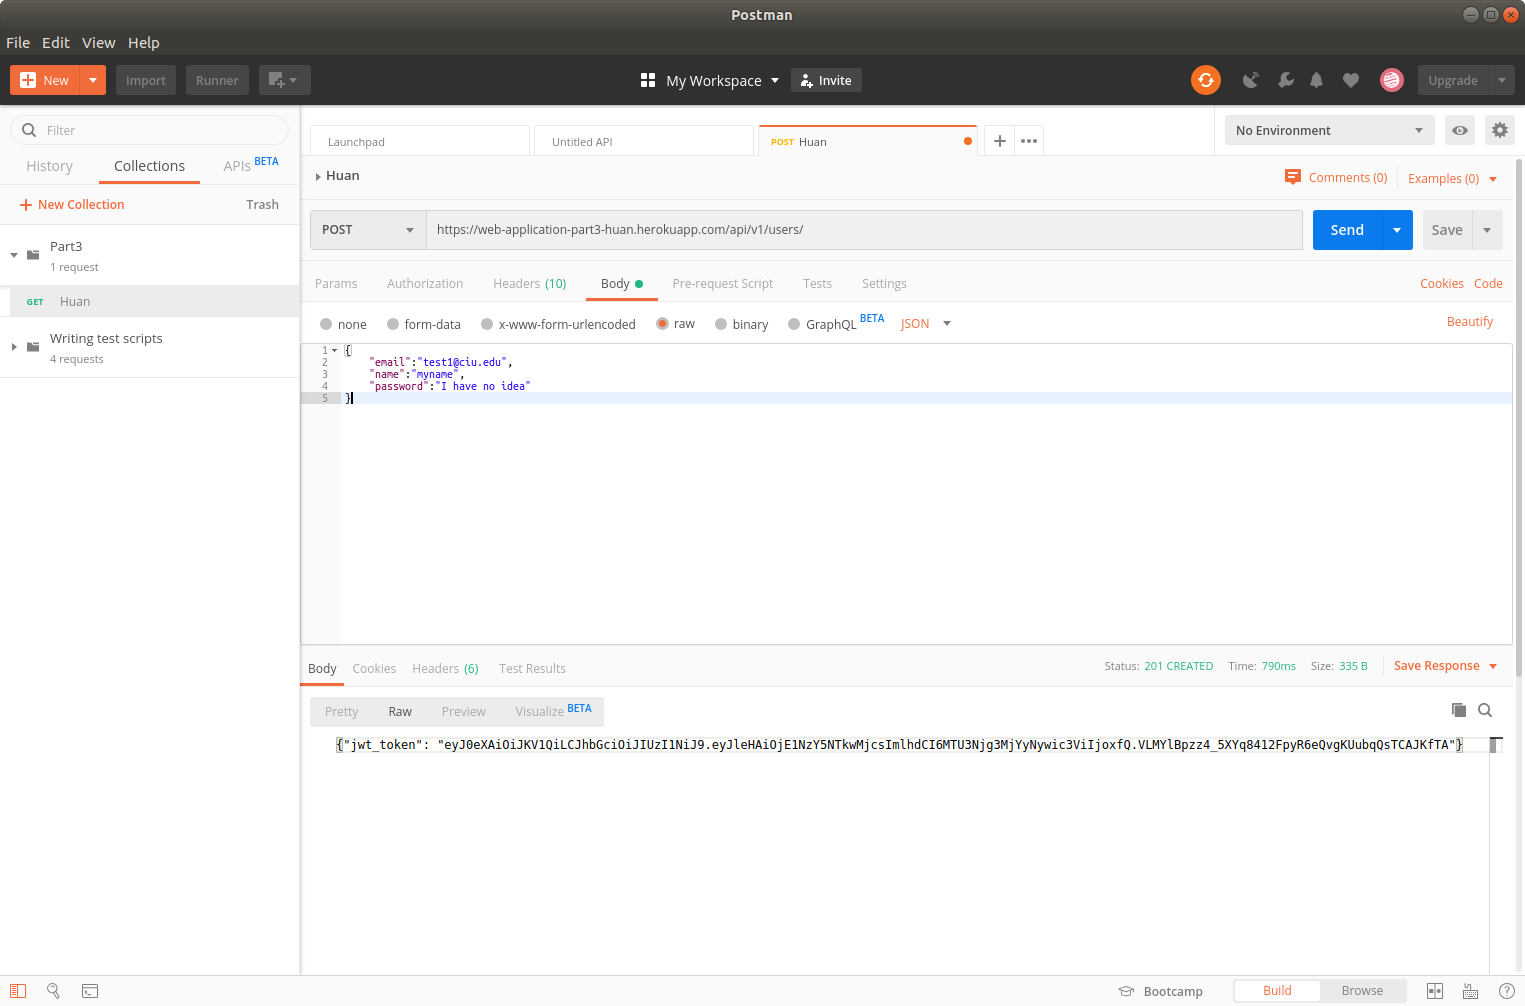 Postman
File Edit View Help
New Import Runner My Workspace Invite Upgrade
Filter
History Collections APIs BETA
New Collection Trash
Part3
1 request
GET Huan
Writing test scripts
4 requests
Launchpad Untitled API POST Huan No Environment
Huan Comments (0) Examples (0)
POST https://web-application-part3-huan.herokuapp.com/api/v1/users/ Send Save
Params Authorization Headers (10) Body Pre-request Script Tests Settings Cookies Code
none form-data x-www-form-urlencoded raw binary GraphQL BETA JSON Beautify
1 {
2 "email":"test1@ciu.edu",
3 "name":"myname",
4 "password":"I have no idea"
5 }
Body Cookies Headers (6) Test Results Status: 201 CREATED Time: 790ms Size: 335 B Save Response
Pretty Raw Preview Visualize BETA
{"jwt_token": "eyJ0eXAiOiJKV1QiLCJhbGciOiJIUzI1NiJ9.eyJleHAiOjE1NzY5NTkwMjcsImlhdCI6MTU3Njg3MjYyNywic3ViIjoxfQ.VLMYlBpzz4_5XYq8412FpyR6eQvgKUubqQsTCAJKfTA"}
Bootcamp Build Browse